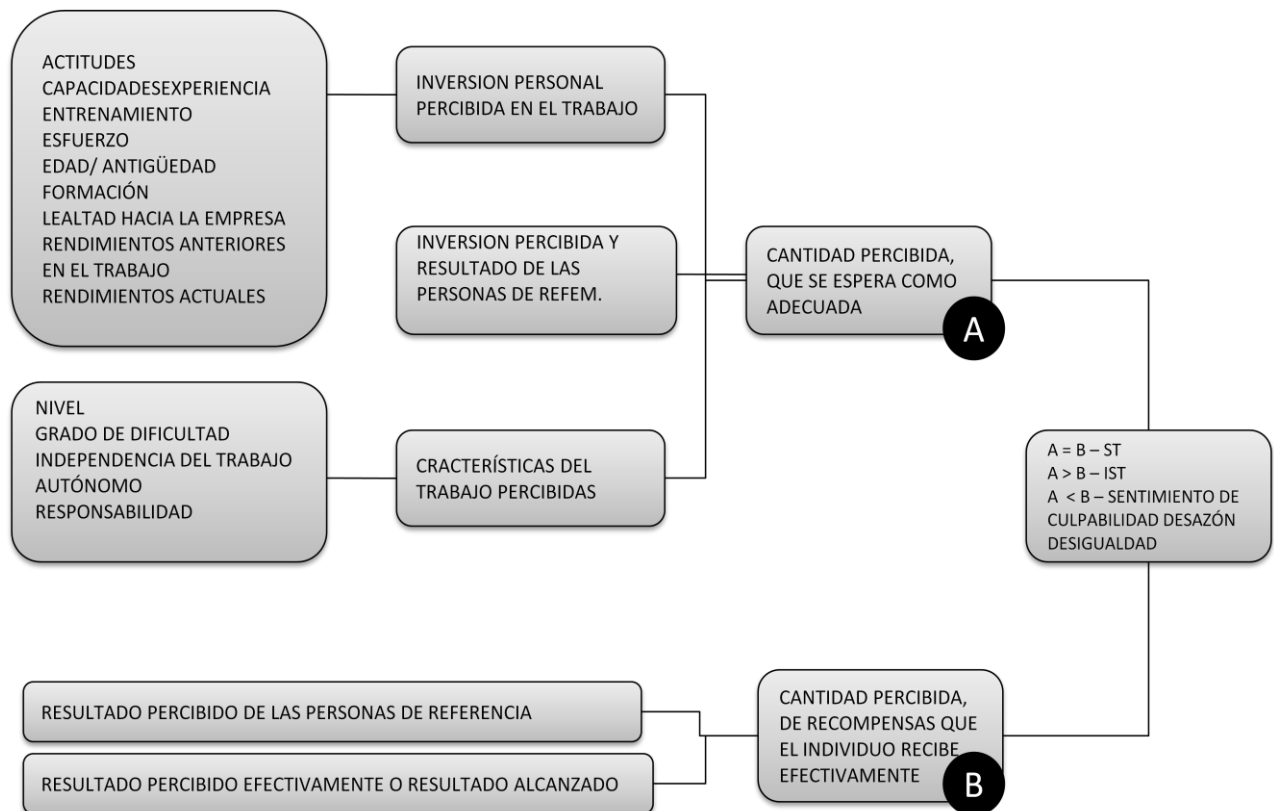 ACTITUDES
CAPACIDADESEXPERIENCIA
ENTRENAMIENTO
ESFUERZO
EDAD/ ANTIGÜEDAD
FORMACIÓN
LEALTAD HACIA LA EMPRESA
RENDIMIENTOS ANTERIORES
EN EL TRABAJO
RENDIMIENTOS ACTUALES
INVERSION PERSONAL
PERCIBIDA EN EL TRABAJO
INVERSION PERCIBIDA Y
RESULTADO DE LAS
PERSONAS DE REFEM.
CANTIDAD PERCIBIDA,
QUE SE ESPERA COMO
ADECUADA
A
NIVEL
GRADO DE DIFICULTAD
INDEPENDENCIA DEL TRABAJO
AUTÓNOMO
RESPONSABILIDAD
CRACTERÍSTICAS DEL
TRABAJO PERCIBIDAS
A = B – ST
A > B – IST
A < B – SENTIMIENTO DE
CULPABILIDAD DESAZÓN
DESIGUALDAD
RESULTADO PERCIBIDO DE LAS PERSONAS DE REFERENCIA
RESULTADO PERCIBIDO EFECTIVAMENTE O RESULTADO ALCANZADO
CANTIDAD PERCIBIDA,
DE RECOMPENSAS QUE
EL INDIVIDUO RECIBE
EFECTIVAMENTE
B